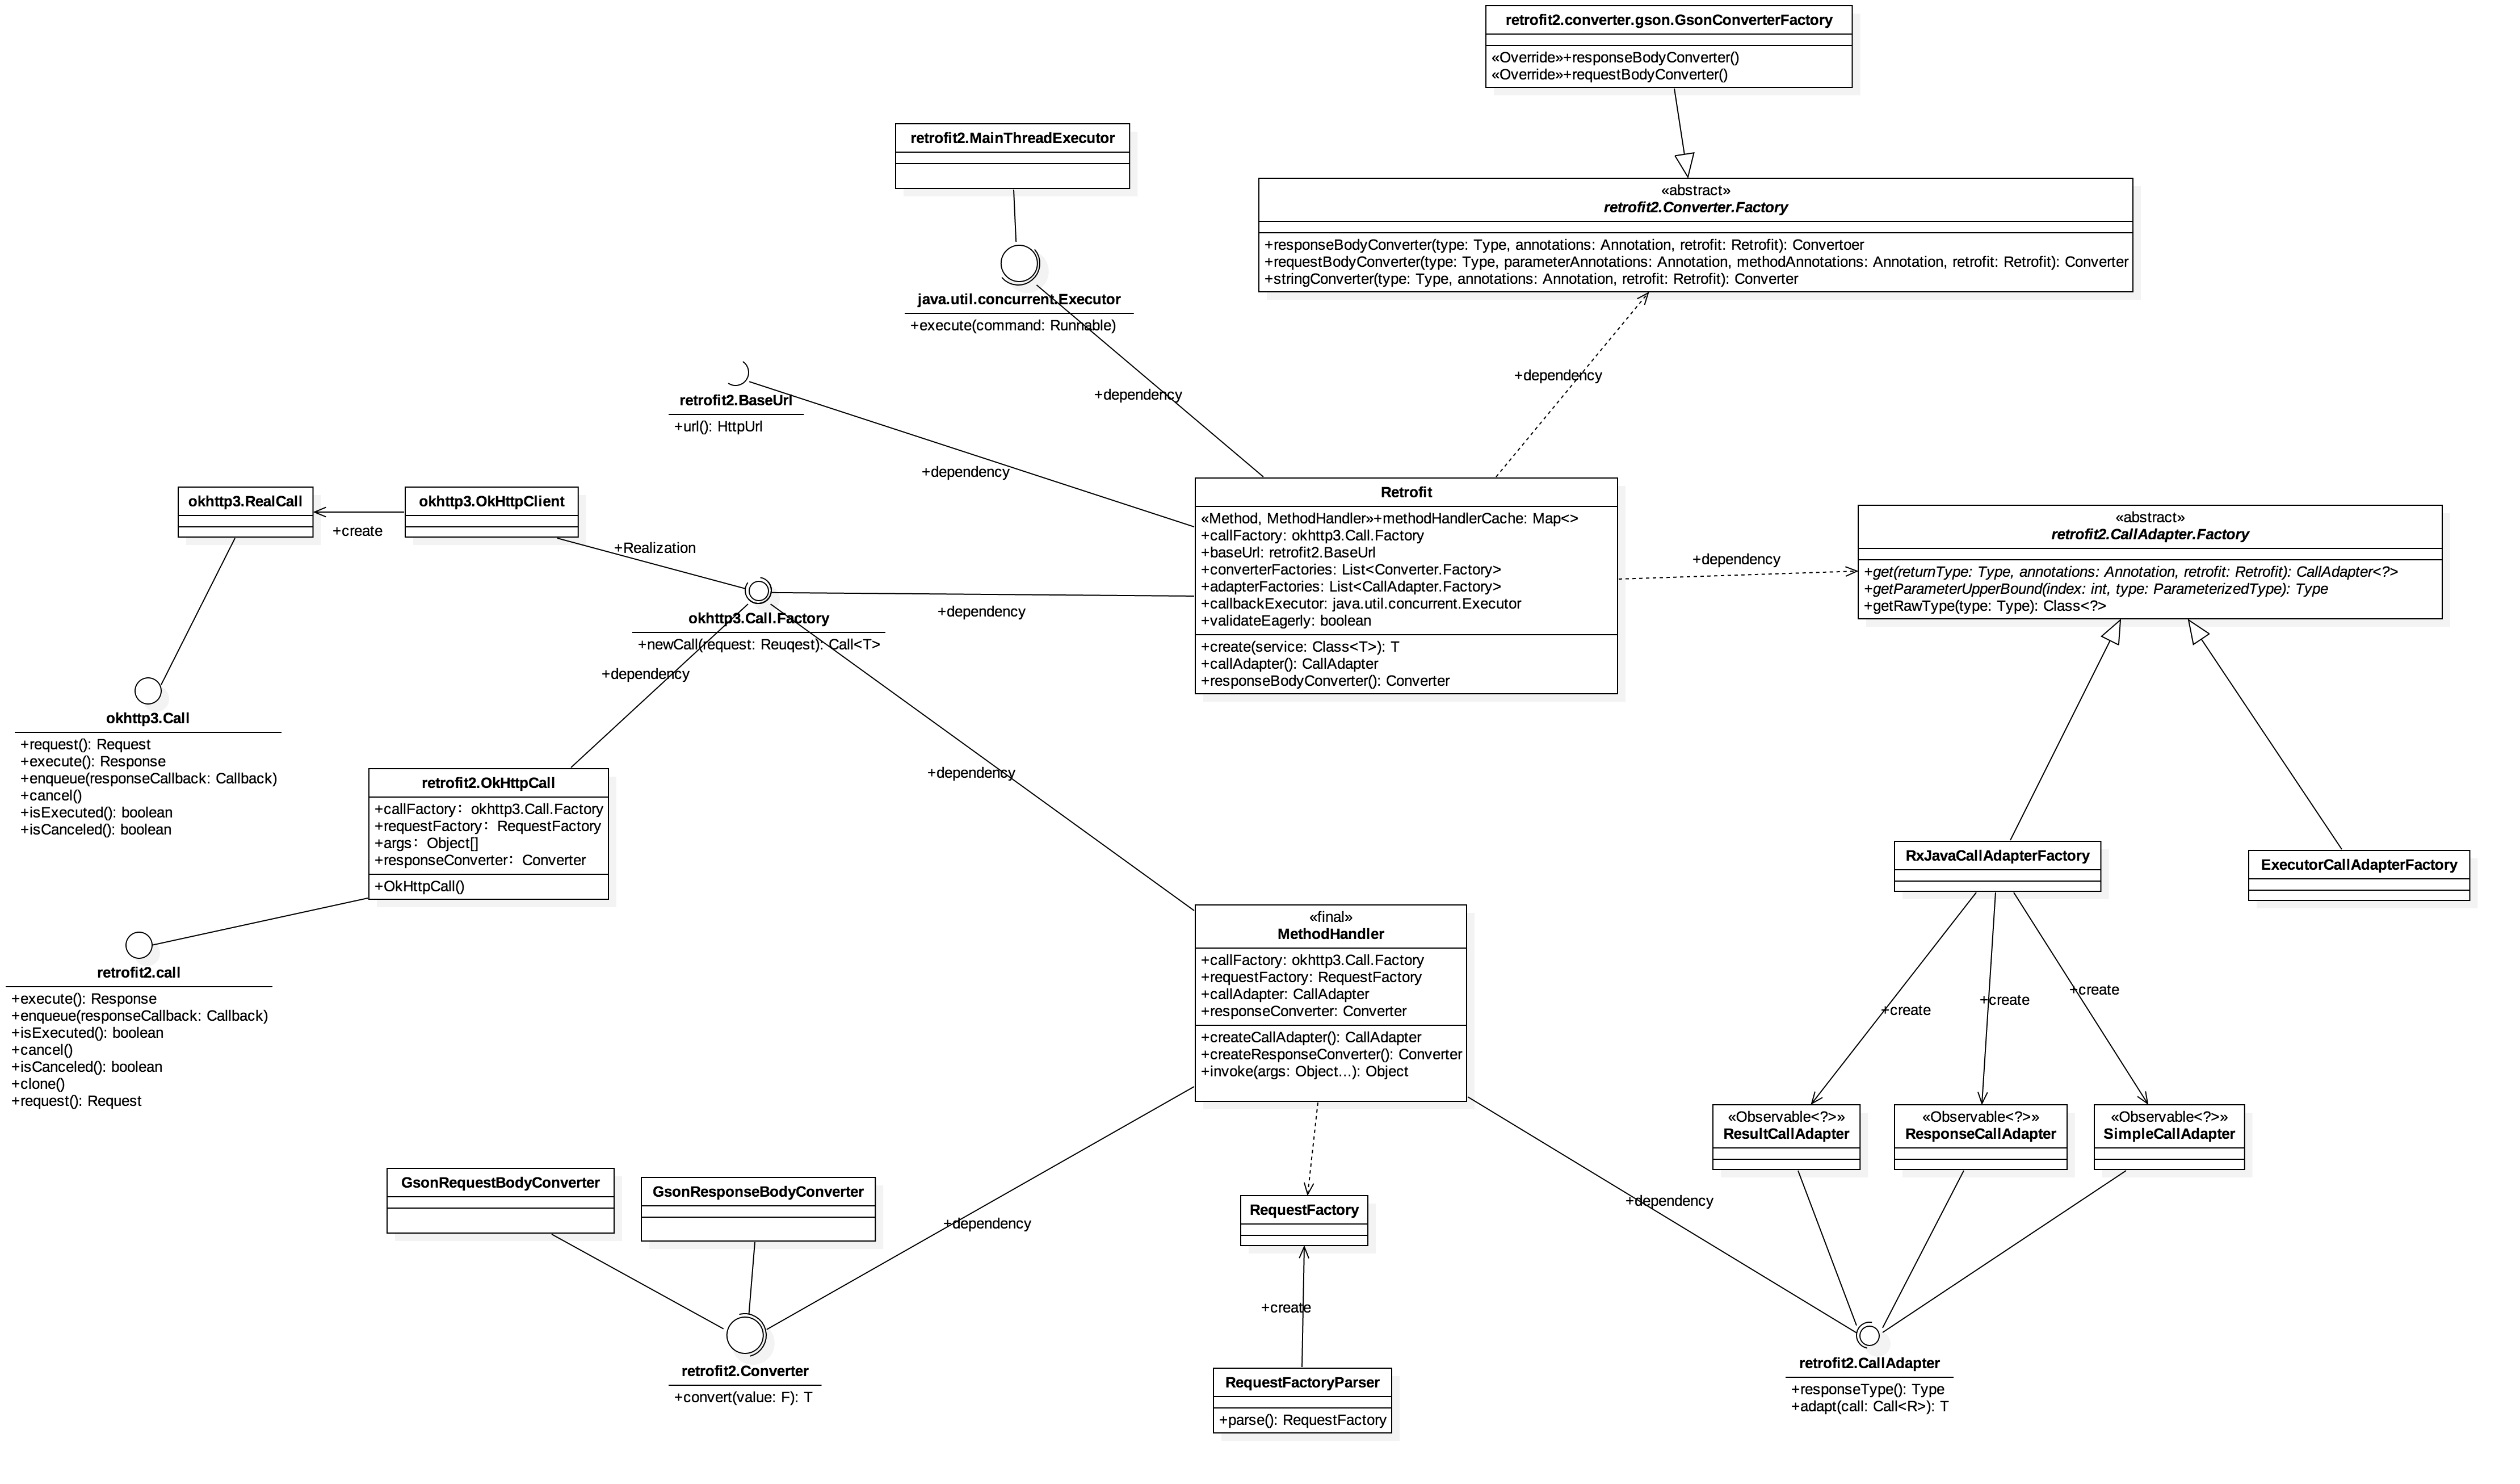 retrofit2.converter.gson.GsonConverterFactory
«Override»+responseBodyConverter()
«Override»+requestBodyConverter()
retrofit2.MainThreadExecutor
«abstract»
retrofit2.Converter.Factory
+responseBodyConverter(type: Type, annotations: Annotation, retrofit: Retrofit): Convertoer
+requestBodyConverter(type: Type, parameterAnnotations: Annotation, methodAnnotations: Annotation, retrofit: Retrofit): Converter
+stringConverter(type: Type, annotations: Annotation, retrofit: Retrofit): Converter
java.util.concurrent.Executor
+execute(command: Runnable)
+dependency
+dependency
retrofit2.BaseUrl
+url(): HttpUrl
+dependency
okhttp3.RealCall
+create
okhttp3.OkHttpClient
+Realization
Retrofit
«Method, MethodHandler»+methodHandlerCache: Map<>
+callFactory: okhttp3.Call.Factory
+baseUrl: retrofit2.BaseUrl
+converterFactories: List<Converter.Factory>
+adapterFactories: List<CallAdapter.Factory>
+callbackExecutor: java.util.concurrent.Executor
+validateEagerly: boolean
+create(service: Class<T>): T
+callAdapter(): CallAdapter
+responseBodyConverter(): Converter
+dependency
«abstract»
retrofit2.CallAdapter.Factory
+get(returnType: Type, annotations: Annotation, retrofit: Retrofit): CallAdapter<?>
+getParameterUpperBound(index: int, type: ParameterizedType): Type
+getRawType(type: Type): Class<?>
okhttp3.Call.Factory
+newCall(request: Reuqest): Call<T>
+dependency
+dependency
+dependency
okhttp3.Call
+request(): Request
+execute(): Response
+enqueue(responseCallback: Callback)
+cancel()
+isExecuted(): boolean
+isCanceled(): boolean
retrofit2.OkHttpCall
+callFactory：okhttp3.Call.Factory
+requestFactory：RequestFactory
+args：Object[]
+responseConverter：Converter
+OkHttpCall()
RxJavaCallAdapterFactory
ExecutorCallAdapterFactory
retrofit2.call
+execute(): Response
+enqueue(responseCallback: Callback)
+isExecuted(): boolean
+cancel()
+isCanceled(): boolean
+clone()
+request(): Request
«final»
MethodHandler
+callFactory: okhttp3.Call.Factory
+requestFactory: RequestFactory
+callAdapter: CallAdapter
+responseConverter: Converter
+createCallAdapter(): CallAdapter
+createResponseConverter(): Converter
+invoke(args: Object...): Object
+create
+create
+create
«Observable<?>»
ResultCallAdapter
«Observable<?>»
ResponseCallAdapter
«Observable<?>»
SimpleCallAdapter
GsonRequestBodyConverter
GsonResponseBodyConverter
+dependency
RequestFactory
+dependency
+create
retrofit2.Converter
+convert(value: F): T
RequestFactoryParser
+parse(): RequestFactory
retrofit2.CallAdapter
+responseType(): Type
+adapt(call: Call<R>): T